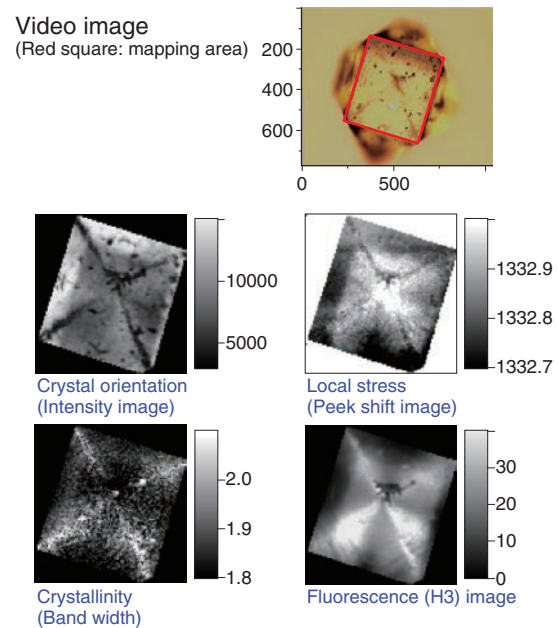 Video image
(Red square: mapping area)
200
400
600
0
500
10000
5000
Crystal orientation
(Intensity image)
1332.9
1332.8
1332.7
Local stress
(Peek shift image)
2.0
1.9
1.8
Crystallinity
(Band width)
30
20
10
0
Fluorescence (H3) image